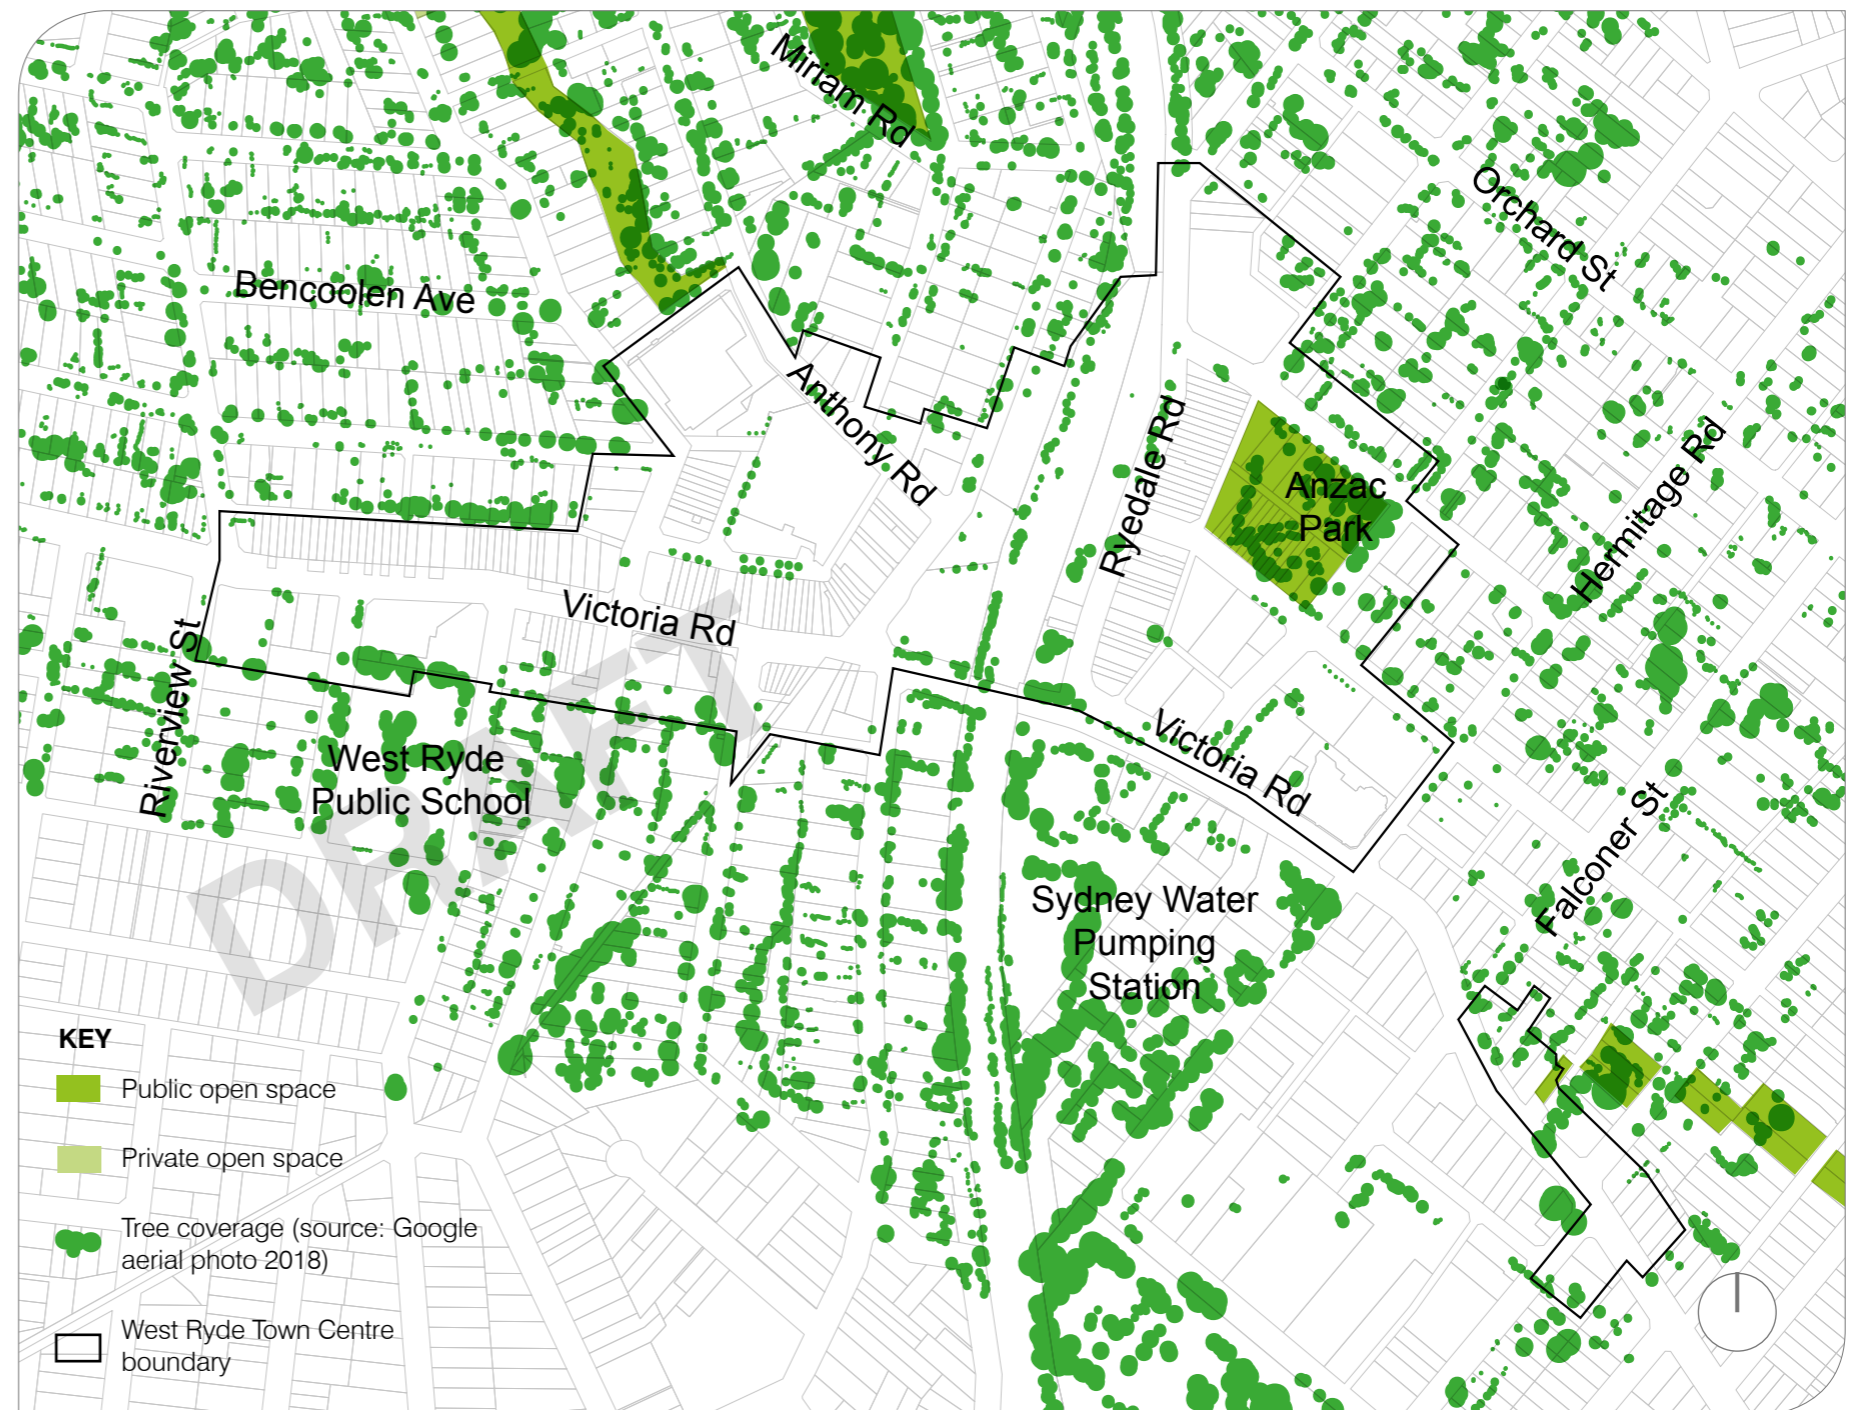 Miriam Rd
Orchard St
Bencoolen Ave
Anthony Rd
Ryedale Rd
Anzac
Park
Hermitage Rd
Victoria Rd
Riverview St
West Ryde
Public School
Victoria Rd
Falconer St
Sydney Water
Pumping
Station
DRAFT
KEY
Public open space
Private open space
Tree coverage (source: Google
aerial photo 2018)
West Ryde Town Centre
boundary